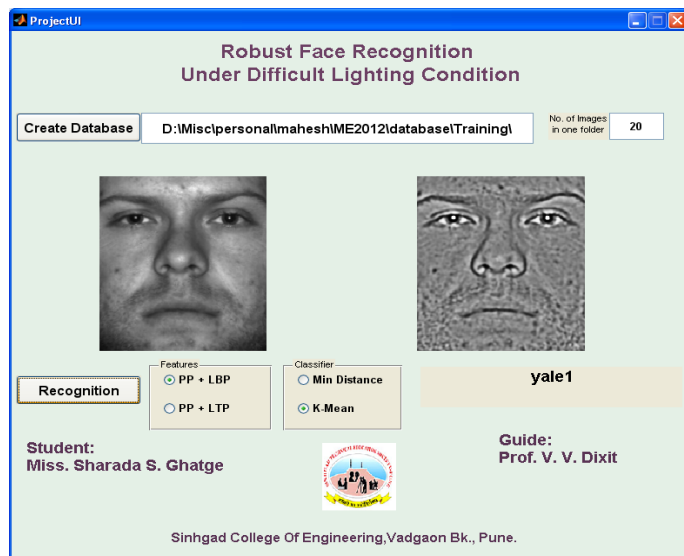 ProjectUI
Robust Face Recognition
Under Difficult Lighting Condition
Create Database
D:\Misc\personal\mahesh\ME2012\database\Training\
No. of Images
in one folder
20
Recognition
Features
PP + LBP
PP + LTP
Classifier
Min Distance
K-Mean
yale1
Student:
Miss. Sharada S. Ghatge
Guide:
Prof. V. V. Dixit
Sinhgad College Of Engineering,Vadgaon Bk., Pune.